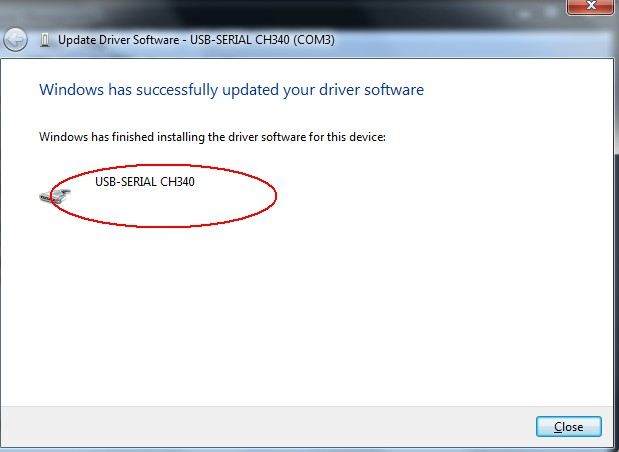 Update Driver Software - USB-SERIAL CH340 (COM3)
Windows has successfully updated your driver software
Windows has finished installing the driver software for this device:
USB-SERIAL CH340
Close